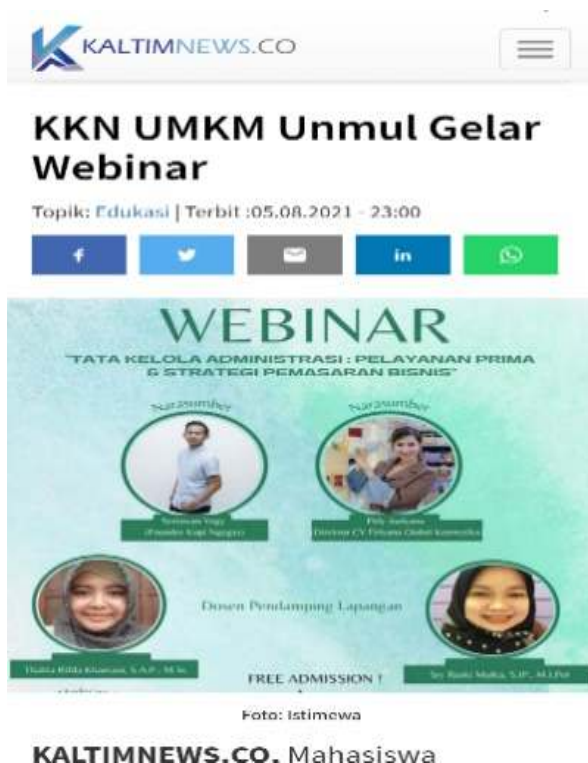 KALTIMNEWS.CO
KKN UMKM Unmul Gelar
Webinar
Topik: Edukasi | Terbit :05.08.2021 - 23:00
f
in
WEBINAR
"TATA KELOLA ADMINISTRASI : PELAYANAN PRIMA
& STRATEGI PEMASARAN BISNIS"
Narasumber
Narasumber
Dosen Pendamping Lapangan
FREE ADMISSION !
Foto: Istimewa
KALTIMNEWS.CO, Mahasiswa